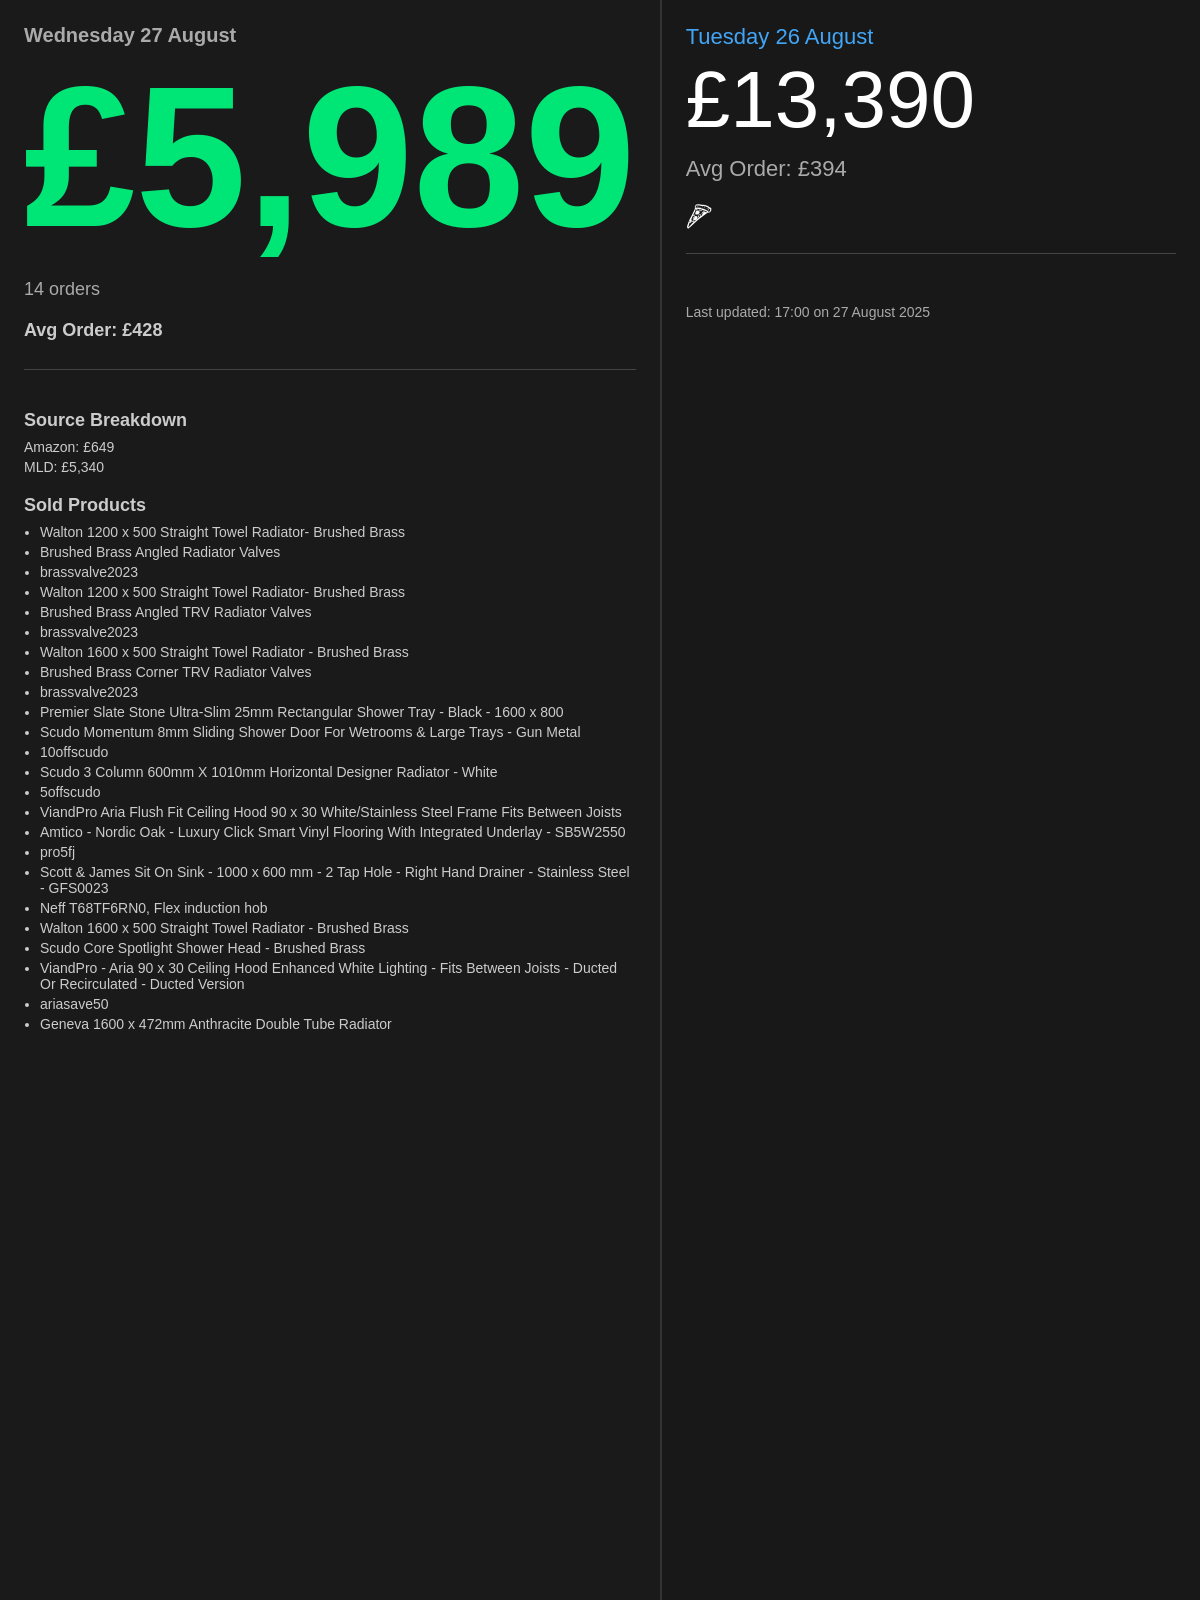 Wednesday 27 August
£5,989
14 orders
Avg Order: £428
Source Breakdown
Amazon: £649
MLD: £5,340
Sold Products
• Walton 1200 x 500 Straight Towel Radiator- Brushed Brass
• Brushed Brass Angled Radiator Valves
• brassvalve2023
• Walton 1200 x 500 Straight Towel Radiator- Brushed Brass
• Brushed Brass Angled TRV Radiator Valves
• brassvalve2023
• Walton 1600 x 500 Straight Towel Radiator - Brushed Brass
• Brushed Brass Corner TRV Radiator Valves
• brassvalve2023
• Premier Slate Stone Ultra-Slim 25mm Rectangular Shower Tray - Black - 1600 x 800
• Scudo Momentum 8mm Sliding Shower Door For Wetrooms & Large Trays - Gun Metal
• 10offscudo
• Scudo 3 Column 600mm X 1010mm Horizontal Designer Radiator - White
• 5offscudo
• ViandPro Aria Flush Fit Ceiling Hood 90 x 30 White/Stainless Steel Frame Fits Between Joists
• Amtico - Nordic Oak - Luxury Click Smart Vinyl Flooring With Integrated Underlay - SB5W2550
• pro5fj
• Scott & James Sit On Sink - 1000 x 600 mm - 2 Tap Hole - Right Hand Drainer - Stainless Steel
- GFS0023
• Neff T68TF6RN0, Flex induction hob
• Walton 1600 x 500 Straight Towel Radiator - Brushed Brass
• Scudo Core Spotlight Shower Head - Brushed Brass
• ViandPro - Aria 90 x 30 Ceiling Hood Enhanced White Lighting - Fits Between Joists - Ducted
Or Recirculated - Ducted Version
• ariasave50
• Geneva 1600 x 472mm Anthracite Double Tube Radiator
Tuesday 26 August
£13,390
Avg Order: £394
Last updated: 17:00 on 27 August 2025